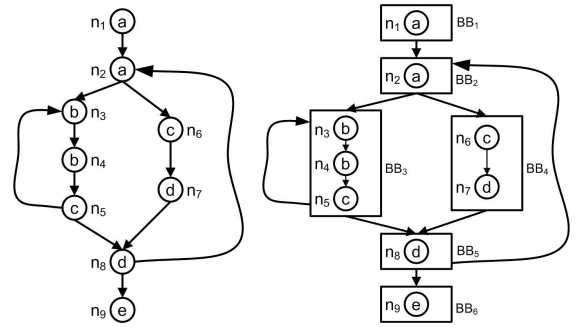 n1 a
n2 a
n3 b
n4 b
c n5
c n6
d n7
n8 d
n9 e
n1 a BB1
n2 a BB2
n3 b
n4 b BB3
n5 c
n6 c
n7 d BB4
n8 d BB5
n9 e BB6